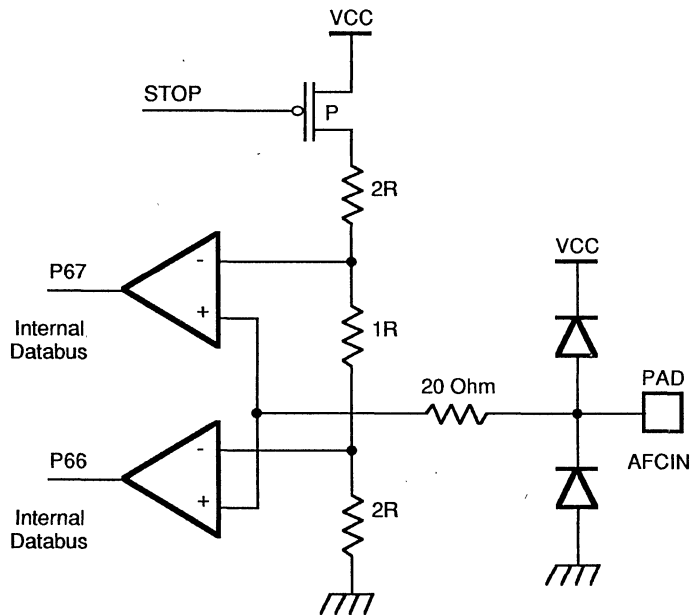 VCC
STOP
P
2R
P67
-
+
Internal
Databus
1R
VCC
20 Ohm
PAD
AFCIN
P66
-
+
Internal
Databus
2R